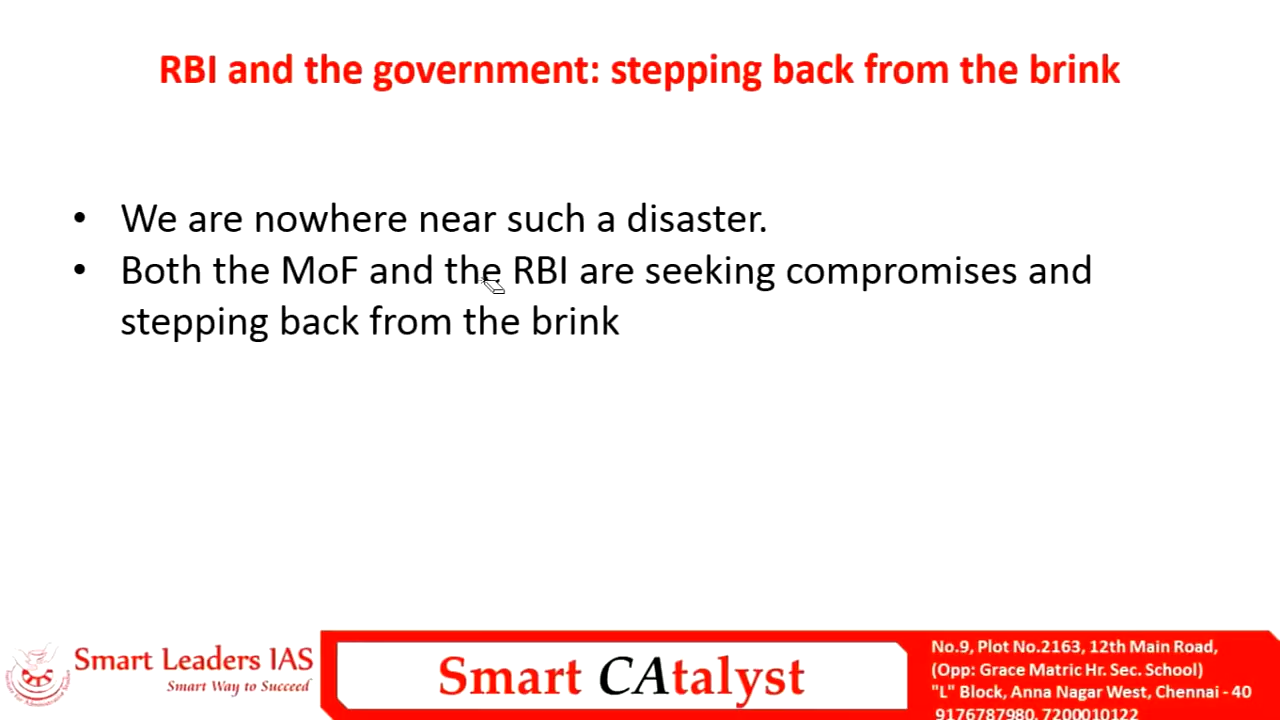 RBI and the government: stepping back from the brink
• We are nowhere near such a disaster.
• Both the MoF and the RBI are seeking compromises and
stepping back from the brink
Smart Leaders IAS
Smart Way to Succeed
Smart CAtalyst
No.9, Plot No.2163, 12th Main Road,
(Opp: Grace Matric Hr. Sec. School)
"L" Block, Anna Nagar West, Chennai - 40
9176787980, 7200010122